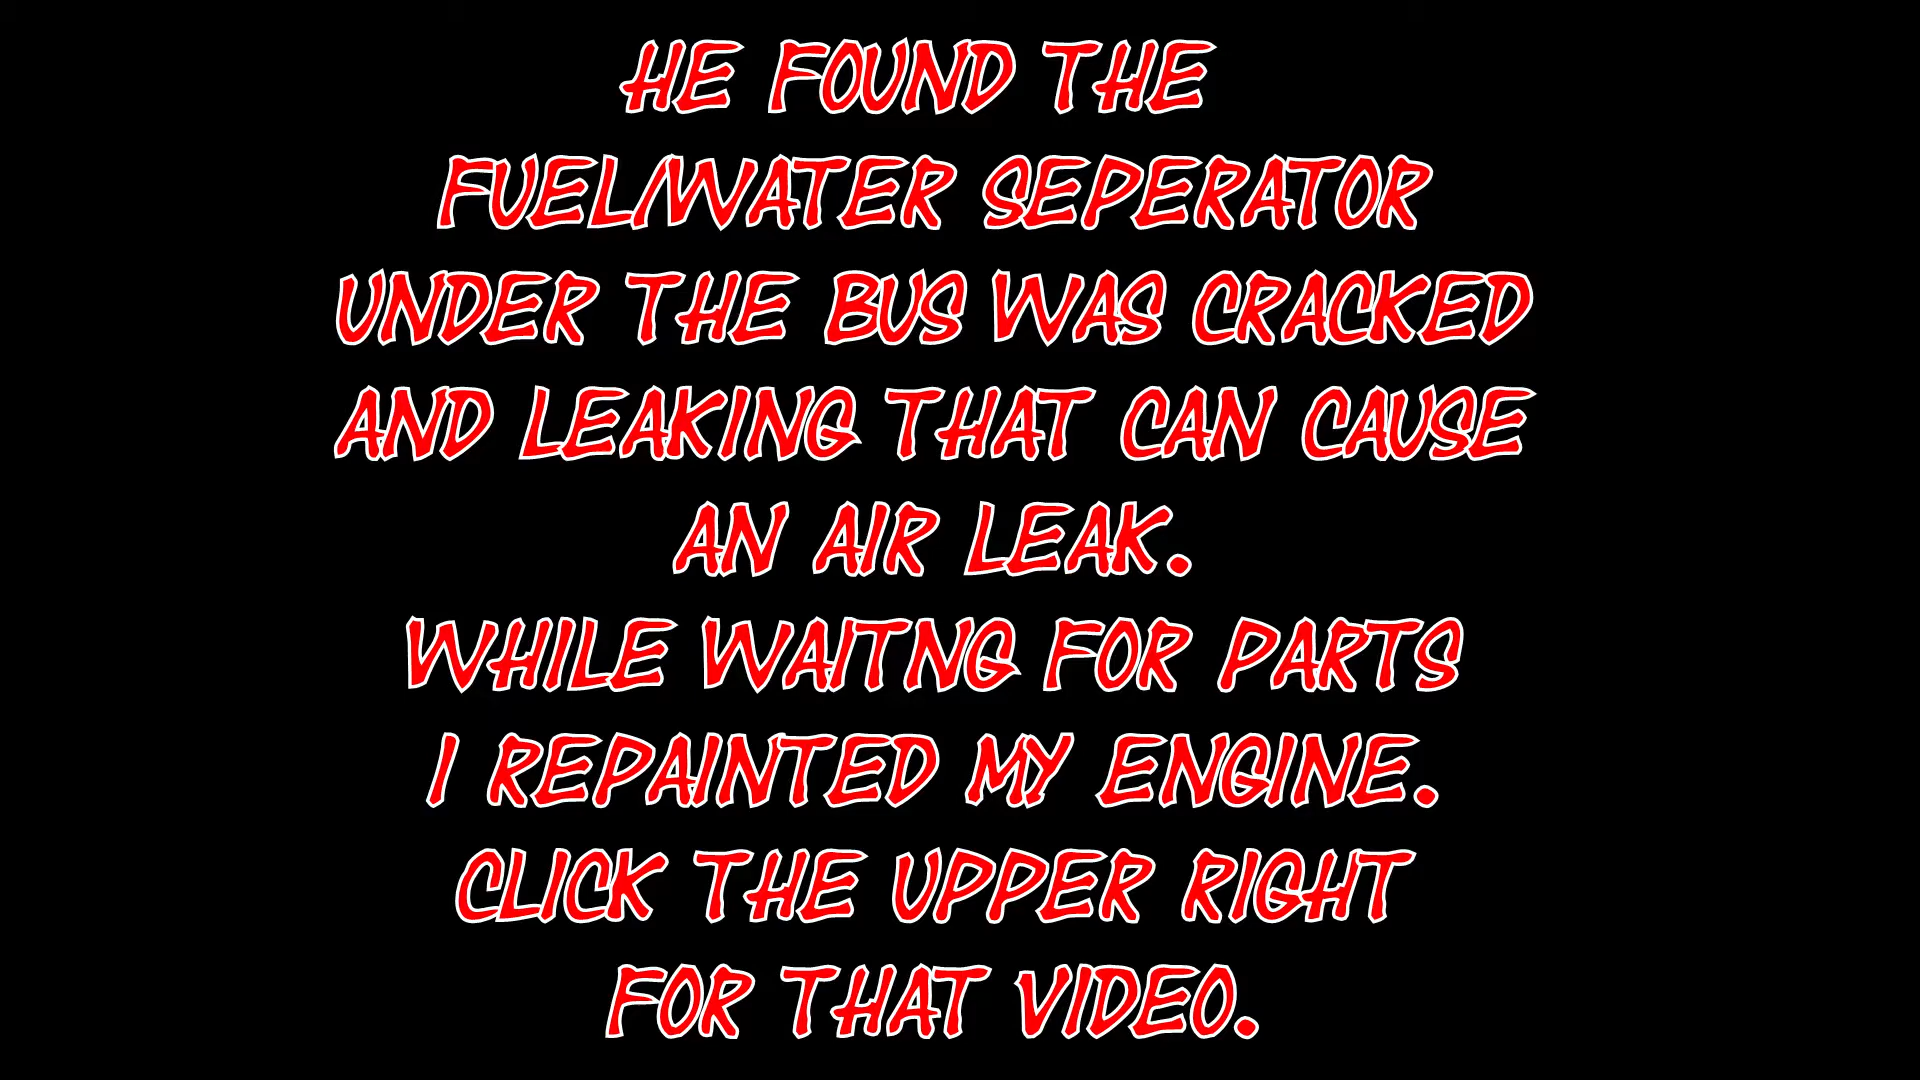 HE FOUND THE
FUEL/WATER SEPERATOR
UNDER THE BUS WAS CRACKED
AND LEAKING THAT CAN CAUSE
AN AIR LEAK.
WHILE WAITNG FOR PARTS
I REPAINTED MY ENGINE.
CLICK THE UPPER RIGHT
FOR THAT VIDEO.